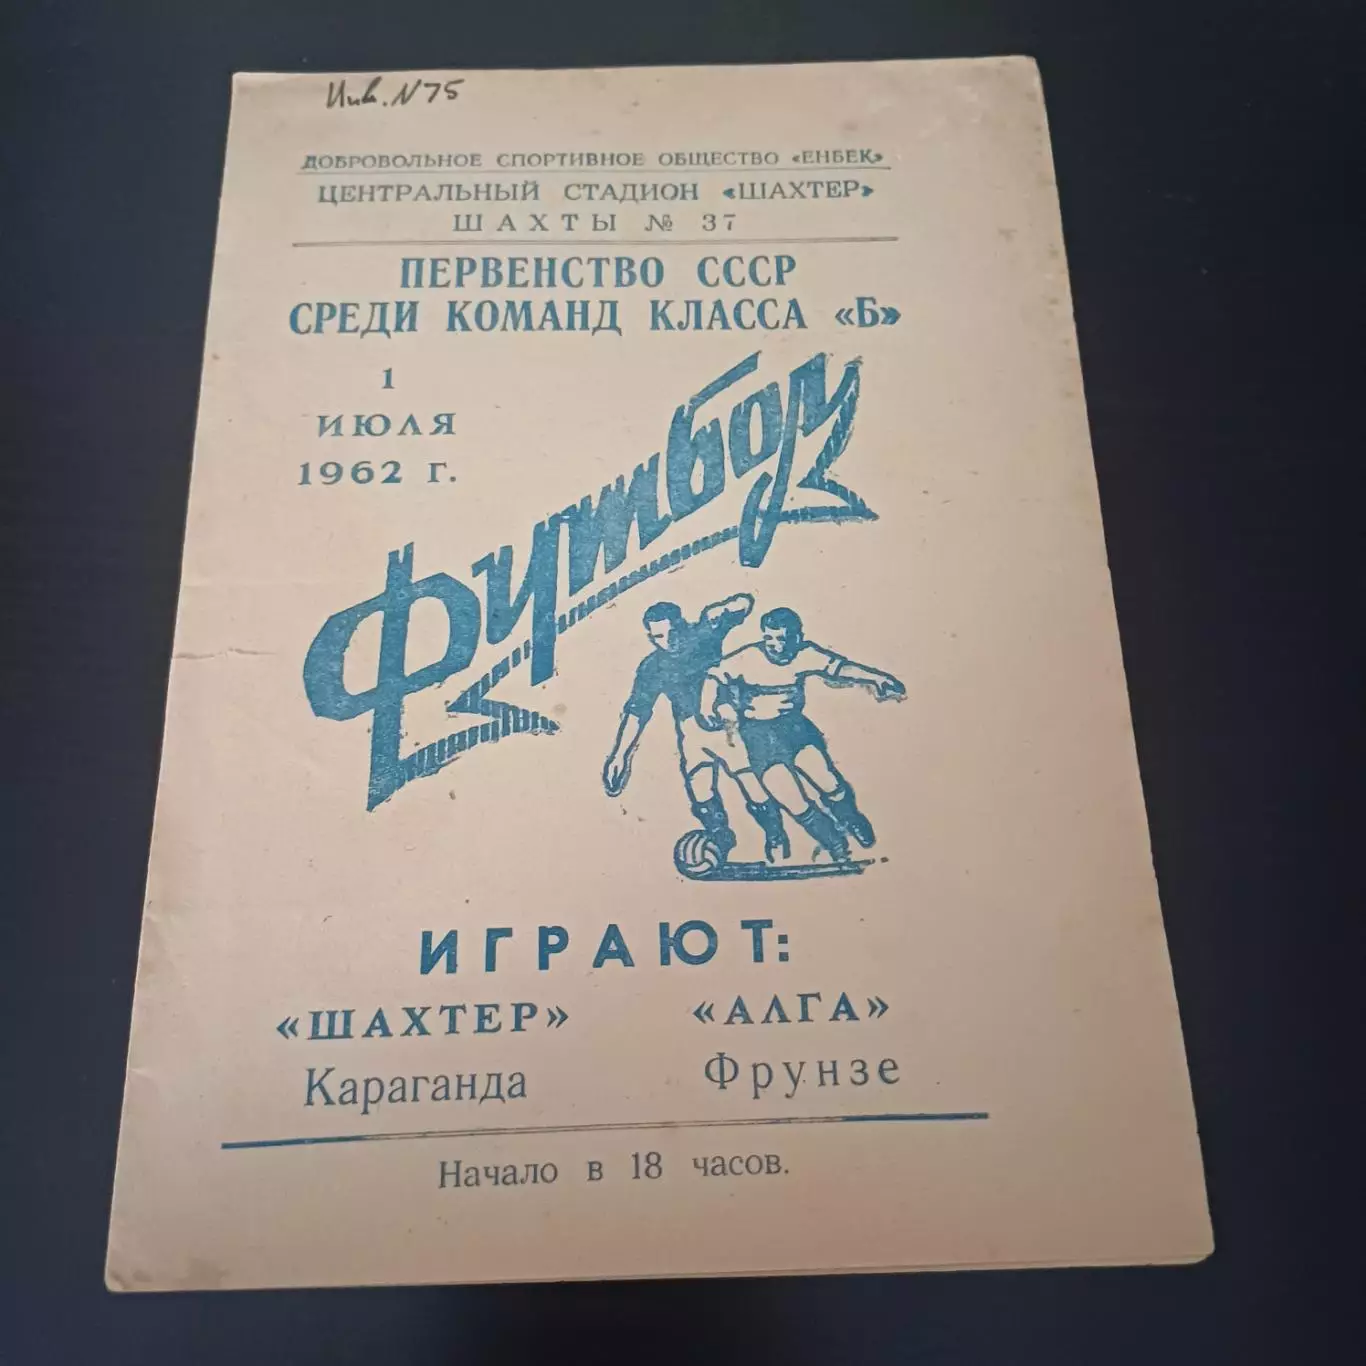 Инв. N75
ДОБРОВОЛЬНОЕ СПОРТИВНОЕ ОБЩЕСТВО «ЕНБЕК»
ЦЕНТРАЛЬНЫЙ СТАДИОН «ШАХТЕР»
ШАХТЫ № 37
ПЕРВЕНСТВО СССР
СРЕДИ КОМАНД КЛАССА «Б»
1
ИЮЛЯ
1962 г.
Футбол
ИГРАЮТ:
«ШАХТЕР» «АЛГА»
Караганда Фрунзе
Начало в 18 часов.